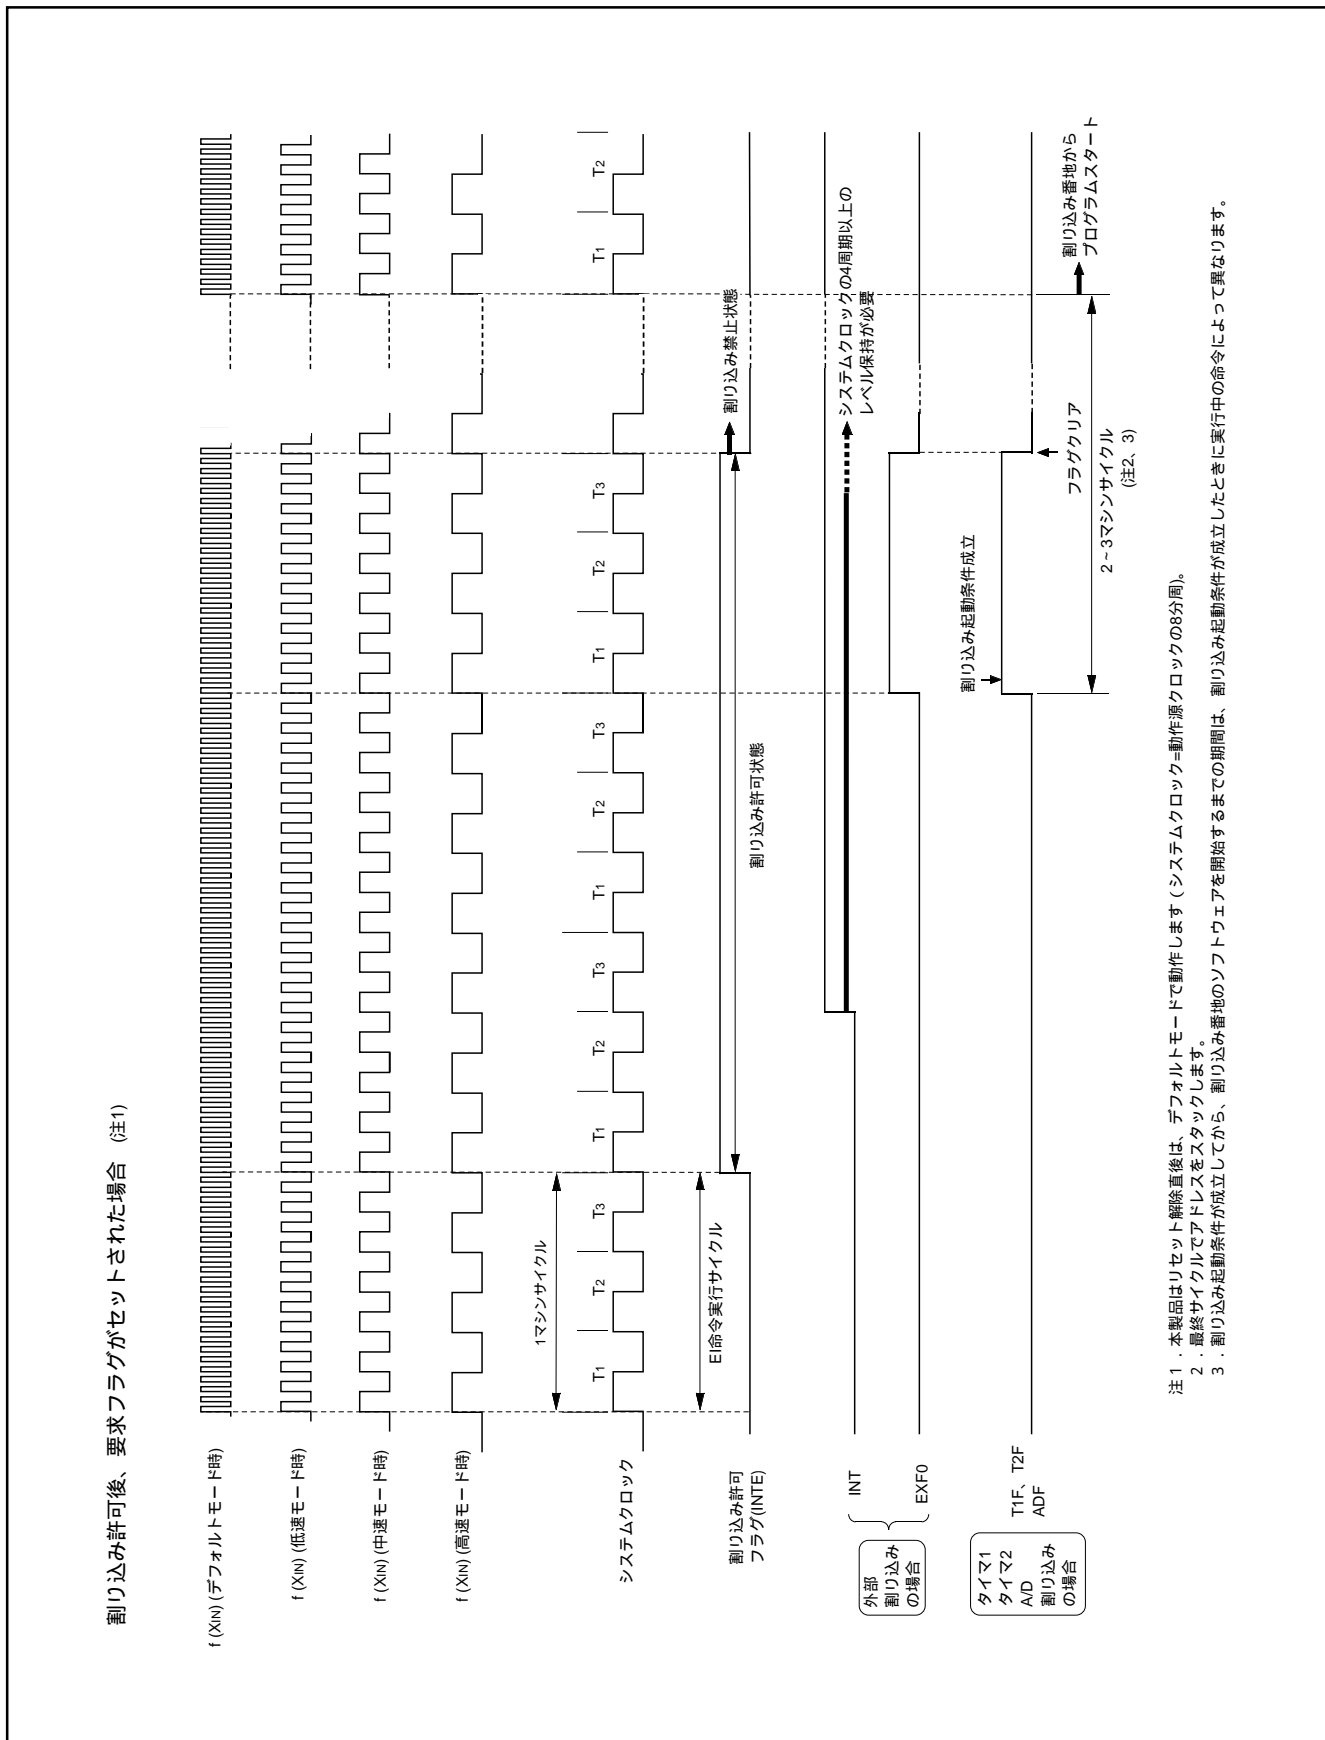 割り込み許可後、要求フラグがセットされた場合 (注1)
f (XIN) (デフォルトモード時)
f (XIN) (低速モード時)
f (XIN) (中速モード時)
f (XIN) (高速モード時)
1マシンサイクル
T1 T2 T3 T1 T2 T3 T1 T2 T3 T1 T2 T3 T1 T2
システムクロック
EI命令実行サイクル
割り込み許可
フラグ(INTE)
割り込み許可状態
割り込み禁止状態
外部
割り込み
の場合
INT
システムクロックの4周期以上の
レベル保持が必要
EXF0
タイマ1
タイマ2
A/D
割り込み
の場合
T1F、T2F
ADF
割り込み起動条件成立
フラグクリア
2~3マシンサイクル
(注2、3)
割り込み番地から
プログラムスタート
注1.本製品はリセット解除直後は、デフォルトモードで動作します(システムクロック=動作源クロックの8分周)。
2.最終サイクルでアドレスをスタックします。
3.割り込み起動条件が成立してから、割り込み番地のソフトウェアを開始するまでの期間は、割り込み起動条件が成立したときに実行中の命令によって異なります。